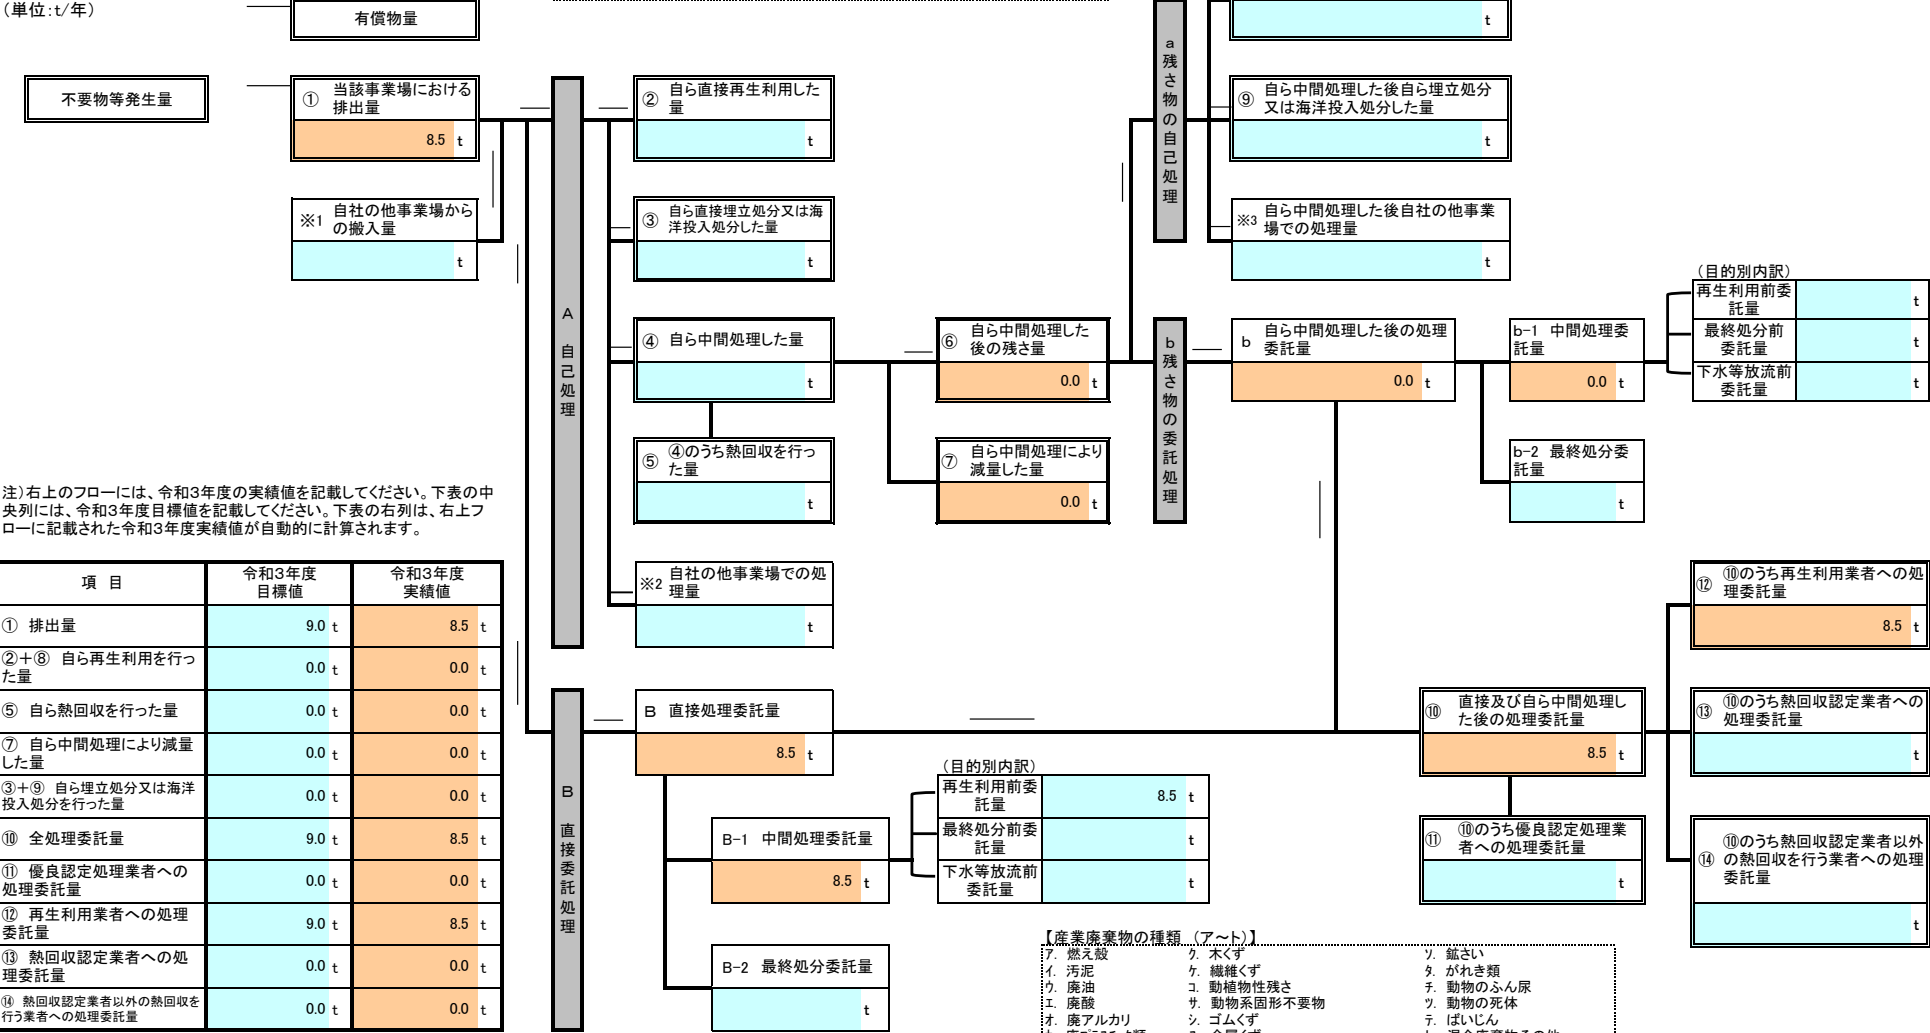 （単位:t/年）
有償物量
t
不要物等発生量
① 当該事業場における
排出量
8.5 t
※1 自社の他事業場から
の搬入量
t
A 自己処理
② 自ら直接再生利用した
量
t
③ 自ら直接埋立処分又は海
洋投入処分した量
t
④ 自ら中間処理した量
t
⑤ ④のうち熱回収を行っ
た量
t
※2 自社の他事業場での処
理量
t
⑥ 自ら中間処理した
後の残さ量
0.0 t
⑦ 自ら中間処理により
減量した量
0.0 t
a 残さ物の自己処理
⑨ 自ら中間処理した後自ら埋立処分
又は海洋投入処分した量
t
※3 自ら中間処理した後自社の他事業
場での処理量
t
b 残さ物の委託処理
b 自ら中間処理した後の処理
委託量
0.0 t
b-1 中間処理委
託量
0.0 t
b-2 最終処分委
託量
t
（目的別内訳）
再生利用前委
託量
t
最終処分前
委託量
t
下水等放流前
委託量
t
注）右上のフローには、令和3年度の実績値を記載してください。下表の中
央列には、令和3年度目標値を記載してください。下表の右列は、右上フ
ローに記載された令和3年度実績値が自動的に計算されます。
項 目
令和3年度
目標値
令和3年度
実績値
① 排出量
9.0 t 8.5 t
②＋⑧ 自ら再生利用を行っ
た量
0.0 t 0.0 t
⑤ 自ら熱回収を行った量
0.0 t 0.0 t
⑦ 自ら中間処理により減量
した量
0.0 t 0.0 t
③＋⑨ 自ら埋立処分又は海洋
投入処分を行った量
0.0 t 0.0 t
⑩ 全処理委託量
9.0 t 8.5 t
⑪ 優良認定処理業者への
処理委託量
0.0 t 0.0 t
⑫ 再生利用業者への処理
委託量
9.0 t 8.5 t
⑬ 熱回収認定業者への処
理委託量
0.0 t 0.0 t
⑭ 熱回収認定業者以外の熱回収を
行う業者への処理委託量
0.0 t 0.0 t
B 直接委託処理
B 直接処理委託量
8.5 t
B-1 中間処理委託量
8.5 t
B-2 最終処分委託量
t
（目的別内訳）
再生利用前委
託量
8.5 t
最終処分前委
託量
t
下水等放流前
委託量
t
⑩ 直接及び自ら中間処理し
た後の処理委託量
8.5 t
⑪ ⑩のうち優良認定処理業
者への処理委託量
t
⑫ ⑩のうち再生利用業者への処
理委託量
8.5 t
⑬ ⑩のうち熱回収認定業者への
処理委託量
t
⑭ ⑩のうち熱回収認定業者以外
の熱回収を行う業者への処理
委託量
t
【産業廃棄物の種類 （ア～ト）】
ア. 燃え殻 ク. 木くず ソ. 鉱さい
イ. 汚泥 ケ. 繊維くず タ. がれき類
ウ. 廃油 コ. 動植物性残さ チ. 動物のふん尿
エ. 廃酸 サ. 動物系固形不要物 ツ. 動物の死体
オ. 廃アルカリ シ. ゴムくず テ. ばいじん